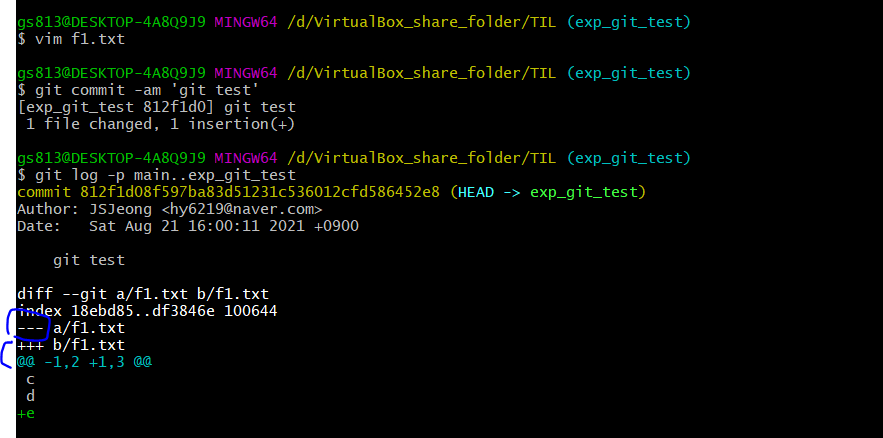 gs813@DESKTOP-4A8Q9J9 MINGW64 /d/VirtualBox_share_folder/TIL (exp_git_test)
$ vim f1.txt
gs813@DESKTOP-4A8Q9J9 MINGW64 /d/VirtualBox_share_folder/TIL (exp_git_test)
$ git commit -am 'git test'
[exp_git_test 812f1d0] git test
 1 file changed, 1 insertion(+)
gs813@DESKTOP-4A8Q9J9 MINGW64 /d/VirtualBox_share_folder/TIL (exp_git_test)
$ git log -p main..exp_git_test
commit 812f1d08f597ba83d51231c536012cfd586452e8 (HEAD -> exp_git_test)
Author: JSJeong <hy6219@naver.com>
Date:   Sat Aug 21 16:00:11 2021 +0900
    git test
diff --git a/f1.txt b/f1.txt
index 18ebd85..df3846e 100644
--- a/f1.txt
+++ b/f1.txt
@@ -1,2 +1,3 @@
 c
 d
+e